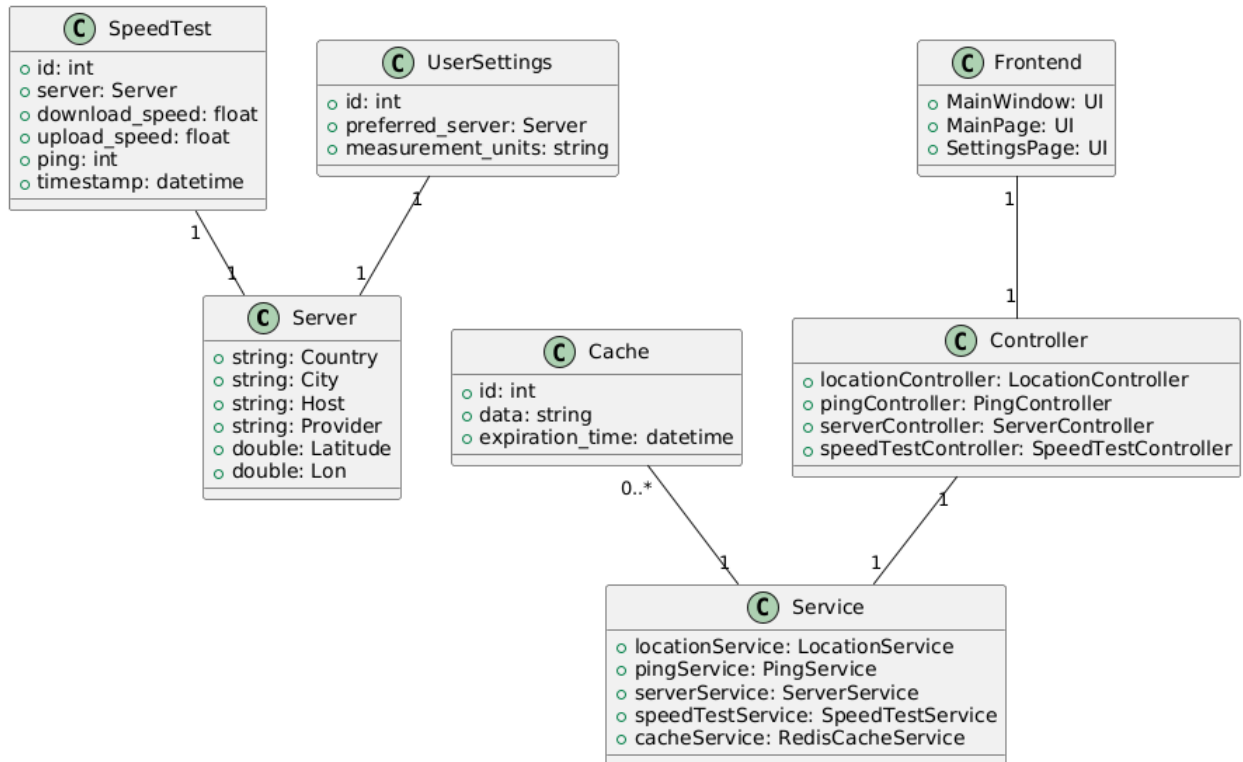 C SpeedTest
id: int
server: Server
download_speed: float
upload_speed: float
ping: int
timestamp: datetime
C UserSettings
id: int
preferred_server: Server
measurement_units: string
C Frontend
MainWindow: UI
MainPage: UI
SettingsPage: UI
1
1
1
1
1
1
C Server
string: Country
string: City
string: Host
string: Provider
double: Latitude
double: Lon
C Cache
id: int
data: string
expiration_time: datetime
C Controller
locationController: LocationController
pingController: PingController
serverController: ServerController
speedTestController: SpeedTestController
0..*
1
1
1
C Service
locationService: LocationService
pingService: PingService
serverService: ServerService
speedTestService: SpeedTestService
cacheService: RedisCacheService